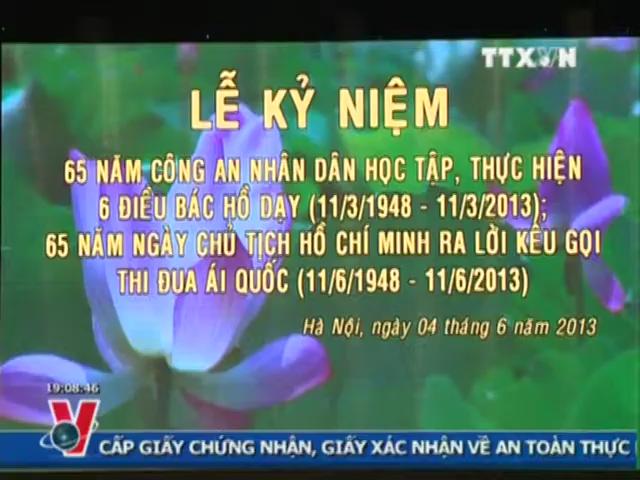 TTXVN
LỄ KỶ NIỆM
65 NĂM CÔNG AN NHÂN DÂN HỌC TẬP, THỰC HIỆN
6 ĐIỀU BÁC HỒ DẠY (11/3/1948 - 11/3/2013);
65 NĂM NGÀY CHỦ TỊCH HỒ CHÍ MINH RA LỜI KÊU GỌI
THI ĐUA ÁI QUỐC (11/6/1948 - 11/6/2013)
Hà Nội, ngày 04 tháng 6 năm 2013
19:08:46
V
CẤP GIẤY CHỨNG NHẬN, GIẤY XÁC NHẬN VỀ AN TOÀN THỰC